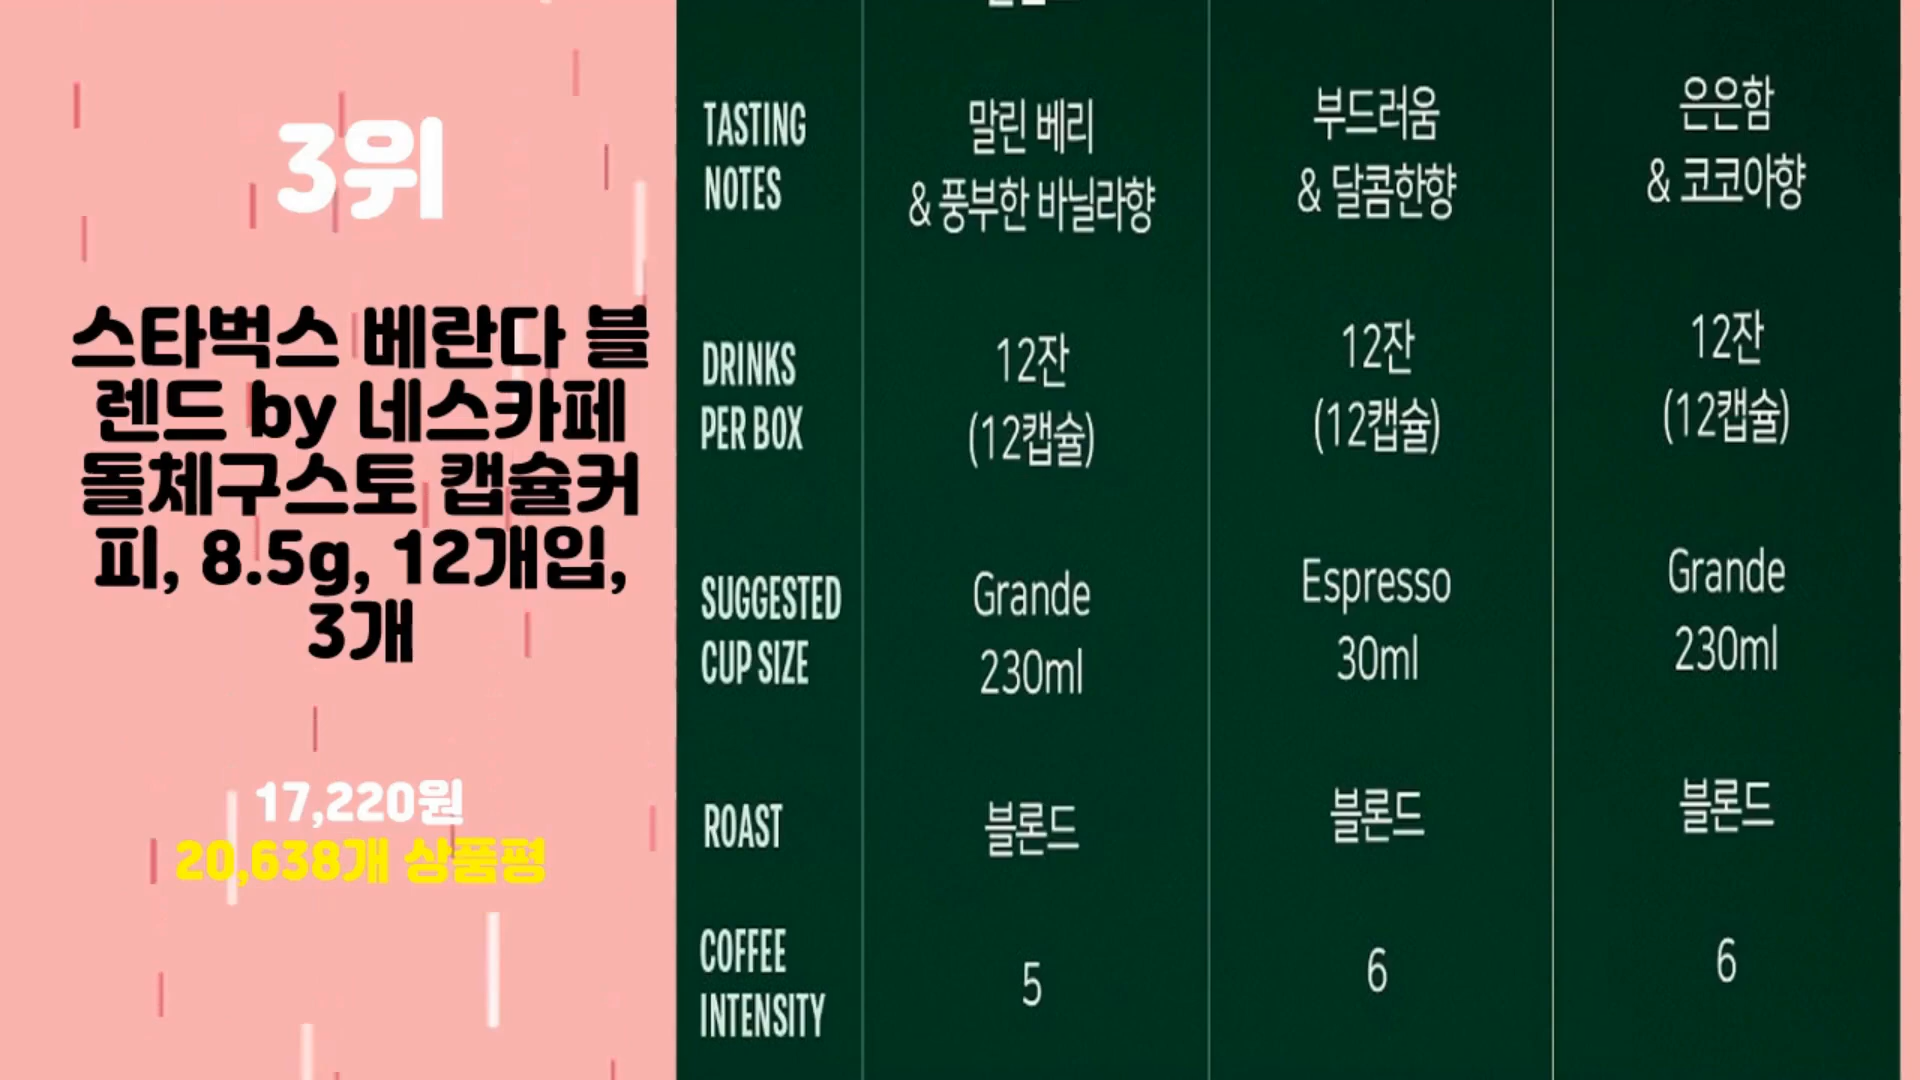 3위
스타벅스 베란다 블
렌드 by 네스카페
돌체구스토 캡슐커
피, 8.5g, 12개입,
3개
17,220원
20,638개 상품평
TASTING
NOTES
말린 베리
& 풍부한 바닐라향
부드러움
& 달콤한향
은은함
& 코코아향
DRINKS
PER BOX
12잔
(12캡슐)
12잔
(12캡슐)
12잔
(12캡슐)
SUGGESTED
CUP SIZE
Grande
230ml
Espresso
30ml
Grande
230ml
ROAST
블론드
블론드
블론드
COFFEE
INTENSITY
5
6
6